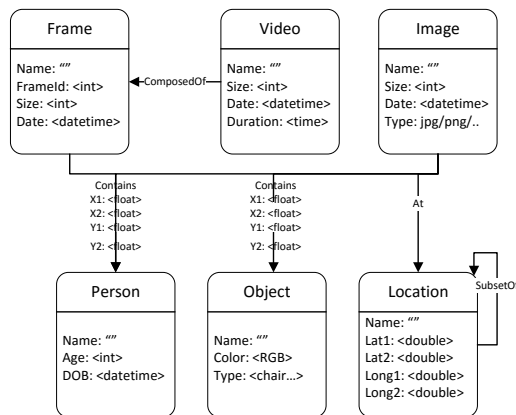 Frame
Name: “”
FrameId: <int>
Size: <int>
Date: <datetime>
ComposedOf
Video
Name: “”
Size: <int>
Date: <datetime>
Duration: <time>
Image
Name: “”
Size: <int>
Date: <datetime>
Type: jpg/png/..
Contains
X1: <float>
X2: <float>
Y1: <float>
Y2: <float>
Contains
X1: <float>
X2: <float>
Y1: <float>
Y2: <float>
At
Person
Name: “”
Age: <int>
DOB: <datetime>
Object
Name: “”
Color: <RGB>
Type: <chair...>
Location
Name: “”
Lat1: <double>
Lat2: <double>
Long1: <double>
Long2: <double>
SubsetOf